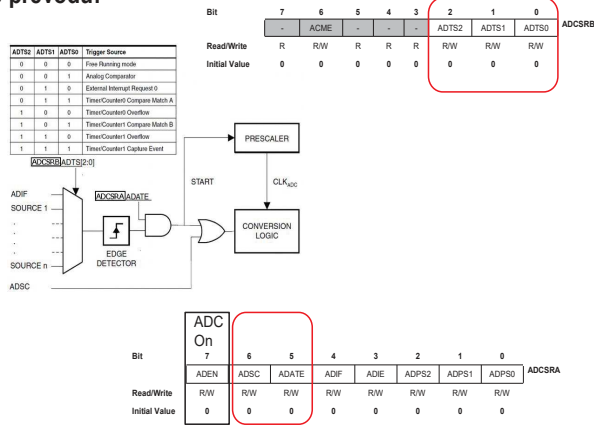 Bit 7 6 5 4 3 2 1 0
- ACME - - - ADTS2 ADTS1 ADTS0 ADCSRB
Read/Write R R/W R R R R/W R/W R/W
Initial Value 0 0 0 0 0 0 0 0
ADTS2 ADTS1 ADTS0 Trigger Source
0 0 0 Free Running mode
0 0 1 Analog Comparator
0 1 0 External Interrupt Request 0
0 1 1 Timer/Counter0 Compare Match A
1 0 0 Timer/Counter0 Overflow
1 0 1 Timer/Counter1 Compare Match B
1 1 0 Timer/Counter1 Overflow
1 1 1 Timer/Counter1 Capture Event
ADCSRB ADTS[2:0]
PRESCALER
START CLKADC
ADIF
ADCSRA ADATE
SOURCE 1
CONVERSION
LOGIC
EDGE
DETECTOR
SOURCE n
ADSC
ADC
On
Bit 7 6 5 4 3 2 1 0
ADEN ADSC ADATE ADIF ADIE ADPS2 ADPS1 ADPS0 ADCSRA
Read/Write R/W R/W R/W R/W R/W R/W R/W R/W
Initial Value 0 0 0 0 0 0 0 0